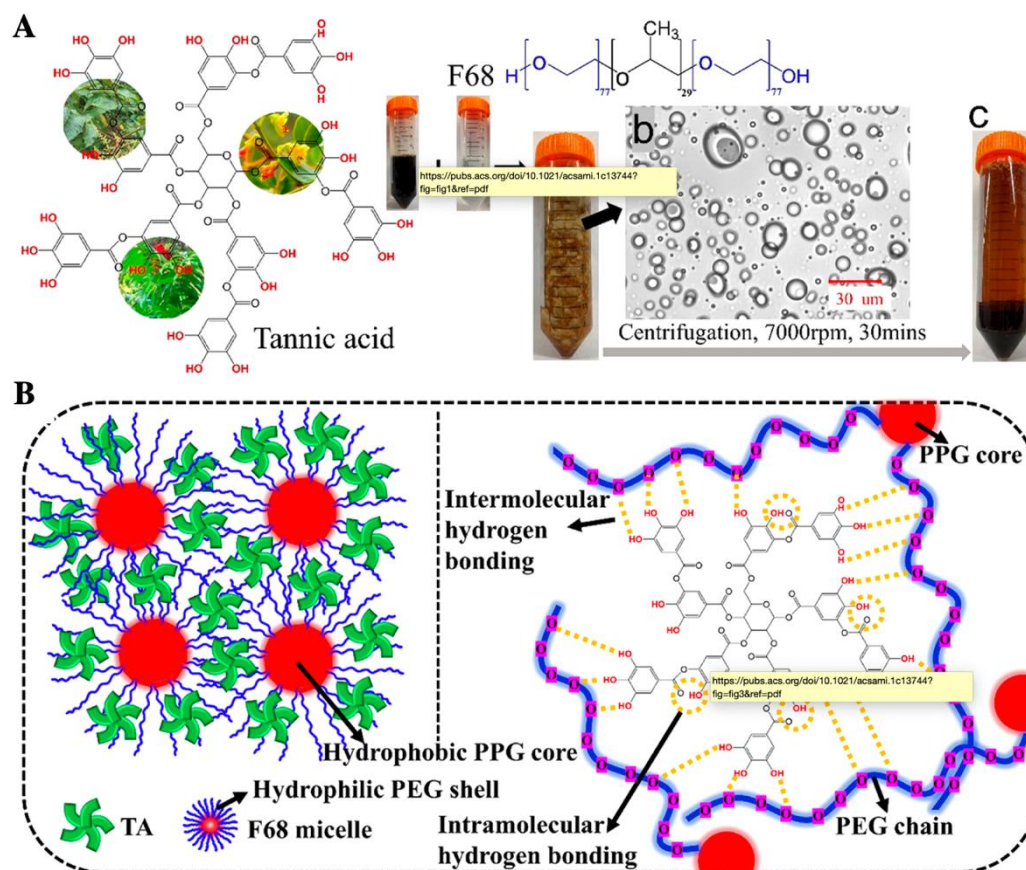 A
F68
CH₃
H O O O OH
77 29 77
b
c
https://pubs.acs.org/doi/10.1021/acsami.1c13744?
fig=fig1&ref=pdf
30 um
Tannic acid
Centrifugation, 7000rpm, 30mins
B
PPG core
Intermolecular
hydrogen
bonding
https://pubs.acs.org/doi/10.1021/acsami.1c13744?
fig=fig3&ref=pdf
Hydrophobic PPG core
Hydrophilic PEG shell
TA
F68 micelle
Intramolecular
hydrogen bonding
PEG chain